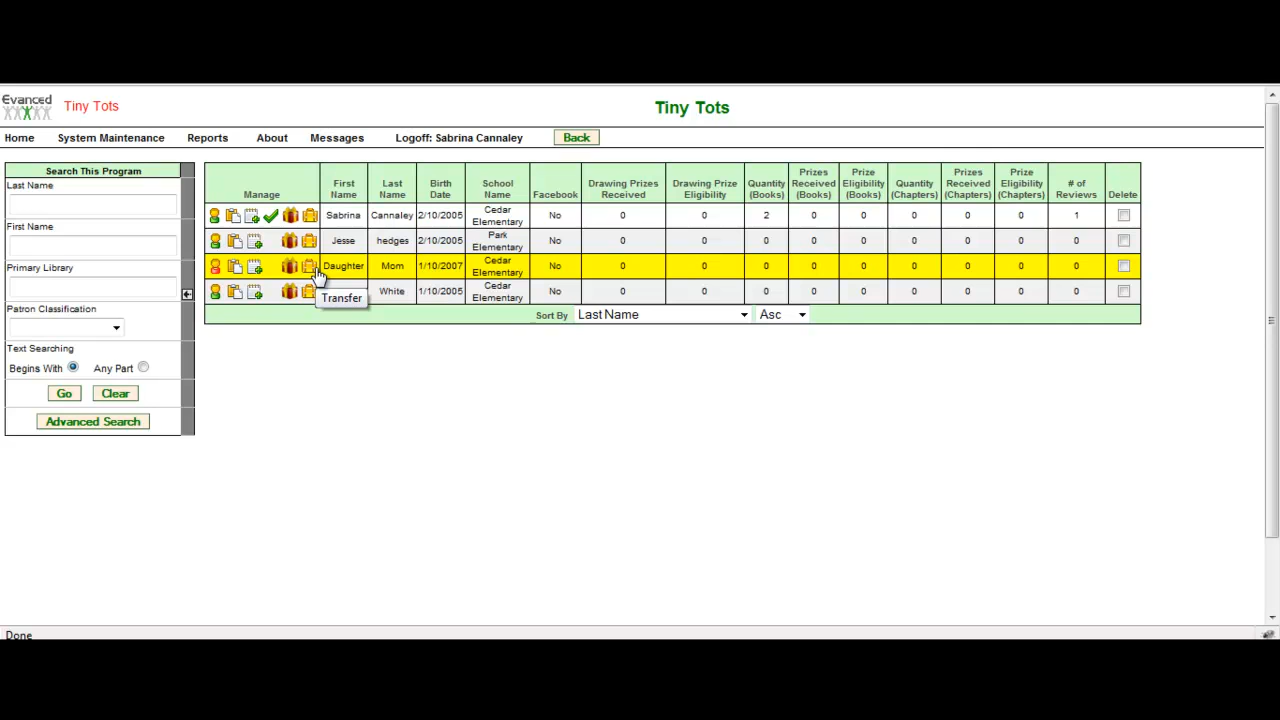 Evanced
Tiny Tots
Tiny Tots
Home System Maintenance Reports About Messages Logoff: Sabrina Cannaley Back
Search This Program
Last Name
First Name
Primary Library
Patron Classification
Text Searching
Begins With Any Part
Go Clear
Advanced Search
Manage First Name Last Name Birth Date School Name Facebook Drawing Prizes Received Drawing Prize Eligibility Quantity (Books) Prizes Received (Books) Prize Eligibility (Books) Quantity (Chapters) Prizes Received (Chapters) Prize Eligibility (Chapters) # of Reviews Delete
Sabrina Cannaley 2/10/2005 Cedar Elementary No 0 0 2 0 0 0 0 0 1
Jesse hedges 2/10/2005 Park Elementary No 0 0 0 0 0 0 0 0 0
Daughter Mom 1/10/2007 Cedar Elementary No 0 0 0 0 0 0 0 0 0
White 1/10/2005 Cedar Elementary No 0 0 0 0 0 0 0 0 0
Transfer
Sort By Last Name Asc
Done